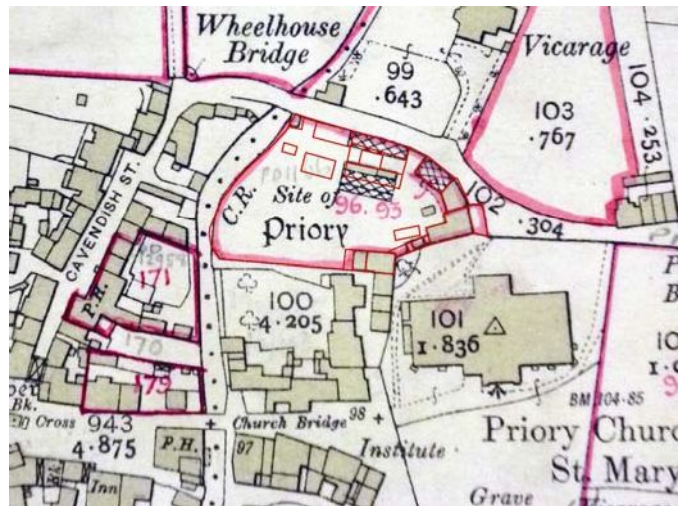 Wheelhouse
Bridge
99
.643
Vicarage
103
.767
104
.253
CAVENDISH ST.
C.R.
Site of
Priory
96. 93
102
.304
171
P.H.
170
179
100
4.205
101
1.836
BM 104.85
Bk.
Cross
943
4.875
P.H.
Church Bridge
98
97
Institute
Inn
Priory Church
St. Mary
Grave